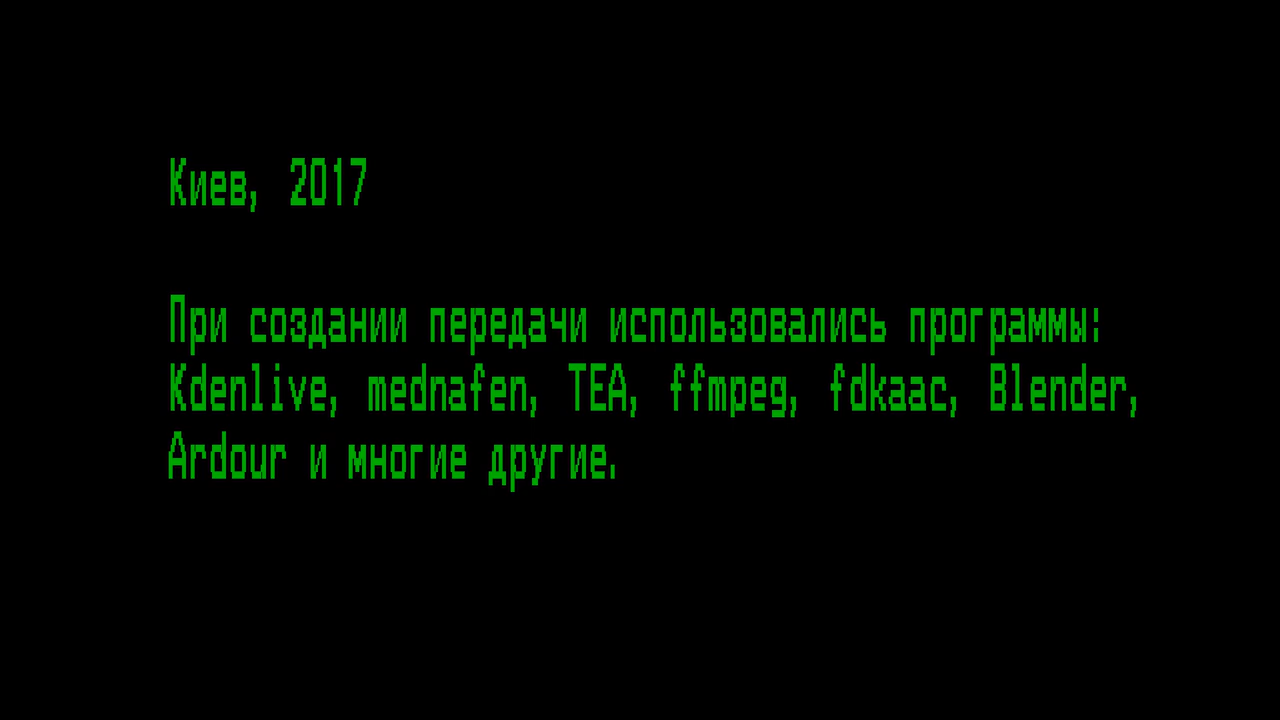 Киев, 2017
При создании передачи использовались программы:
Kdenlive, mednafen, TEA, ffmpeg, fdkaac, Blender,
Ardour и многие другие.